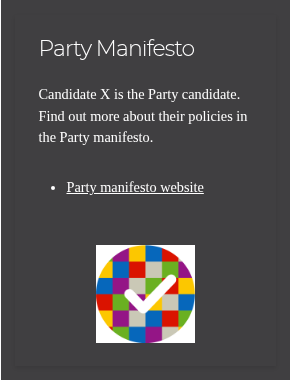 Party Manifesto
Candidate X is the Party candidate.
Find out more about their policies in
the Party manifesto.
Party manifesto website